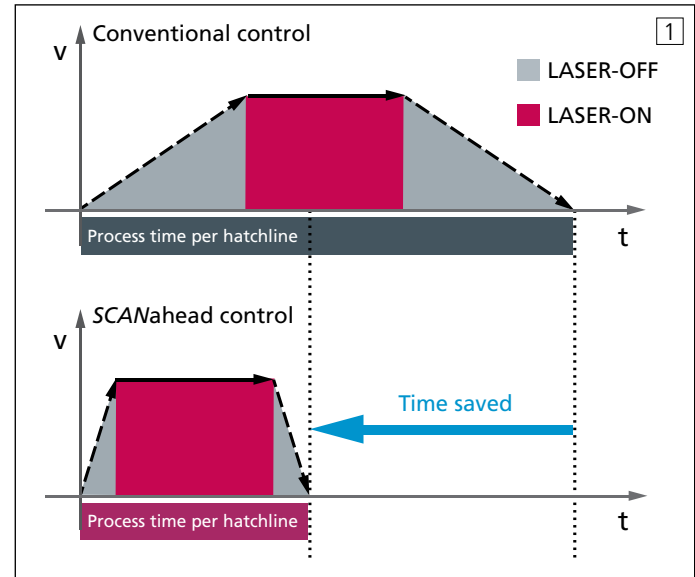 Conventional control
1
v
LASER-OFF
LASER-ON
Process time per hatchline
t
SCANahead control
v
Time saved
Process time per hatchline
t